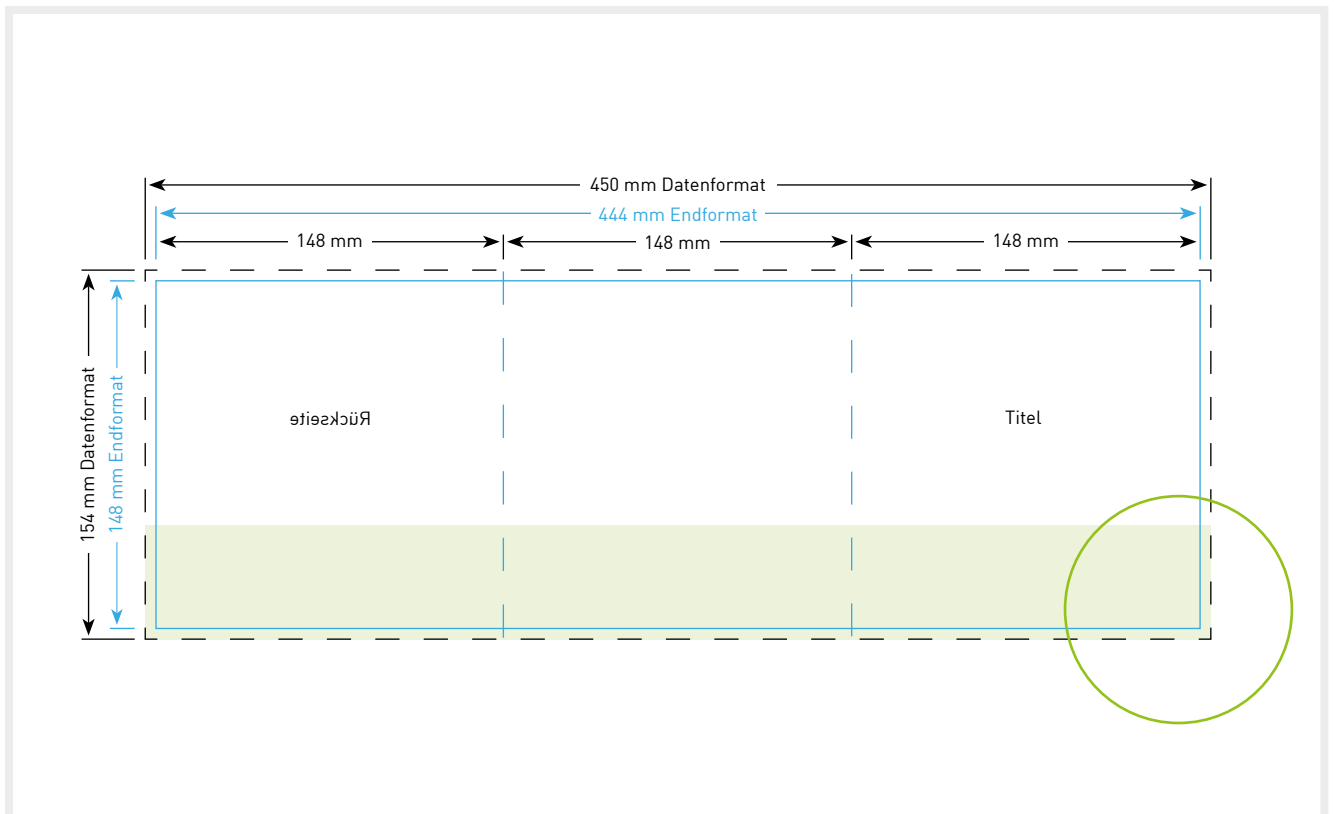 450 mm Datenformat
444 mm Endformat
148 mm
148 mm
148 mm
154 mm Datenformat
148 mm Endformat
Rückseite
Titel